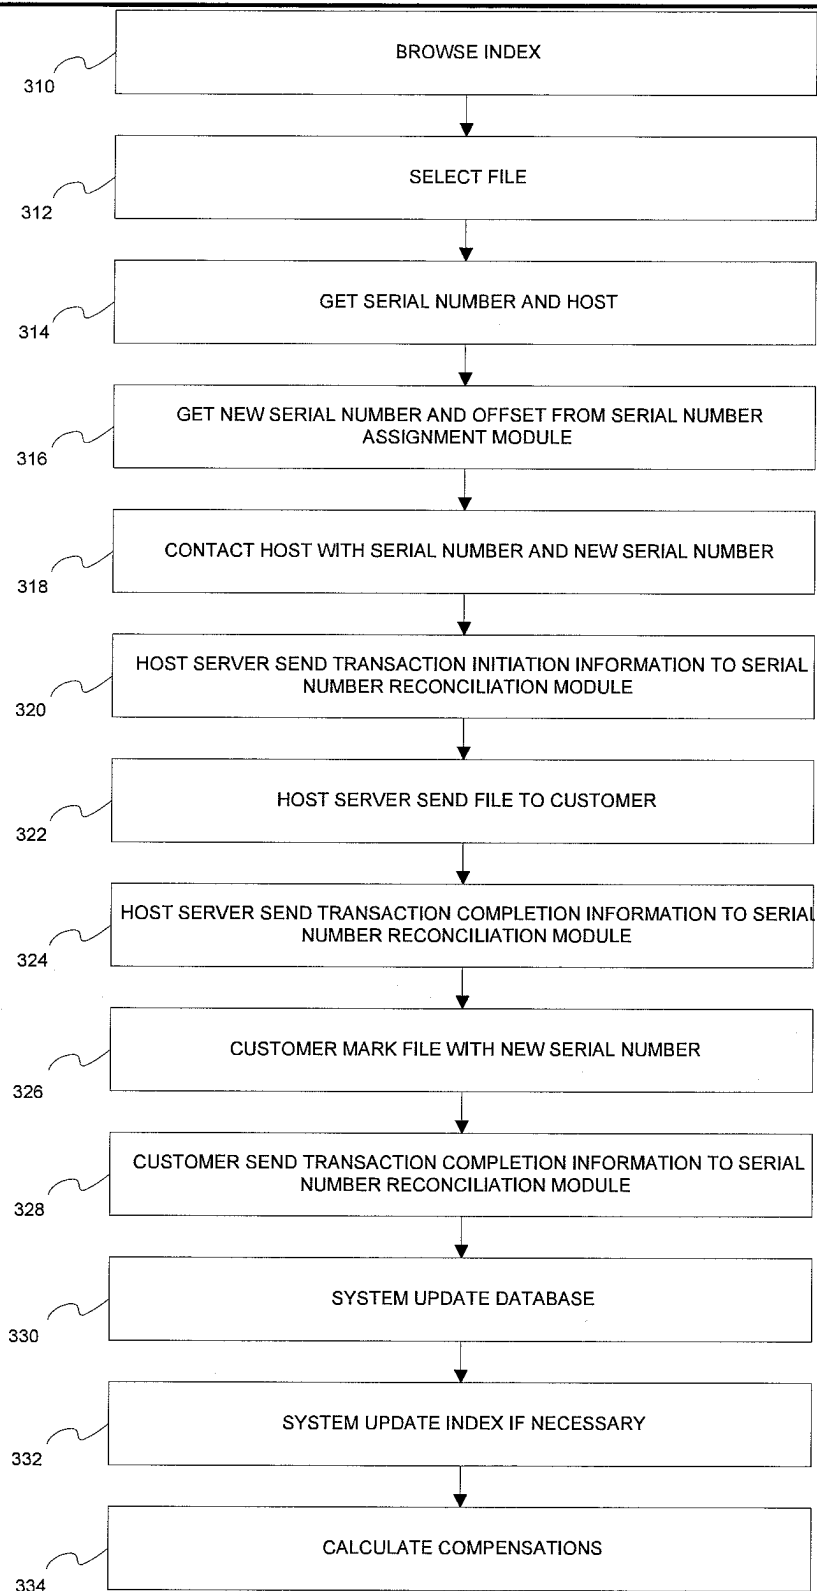 BROWSE INDEX
310
SELECT FILE
312
GET SERIAL NUMBER AND HOST
314
GET NEW SERIAL NUMBER AND OFFSET FROM SERIAL NUMBER
ASSIGNMENT MODULE
316
CONTACT HOST WITH SERIAL NUMBER AND NEW SERIAL NUMBER
318
HOST SERVER SEND TRANSACTION INITIATION INFORMATION TO SERIAL
NUMBER RECONCILIATION MODULE
320
HOST SERVER SEND FILE TO CUSTOMER
322
HOST SERVER SEND TRANSACTION COMPLETION INFORMATION TO SERIAL
NUMBER RECONCILIATION MODULE
324
CUSTOMER MARK FILE WITH NEW SERIAL NUMBER
326
CUSTOMER SEND TRANSACTION COMPLETION INFORMATION TO SERIAL
NUMBER RECONCILIATION MODULE
328
SYSTEM UPDATE DATABASE
330
SYSTEM UPDATE INDEX IF NECESSARY
332
CALCULATE COMPENSATIONS
334